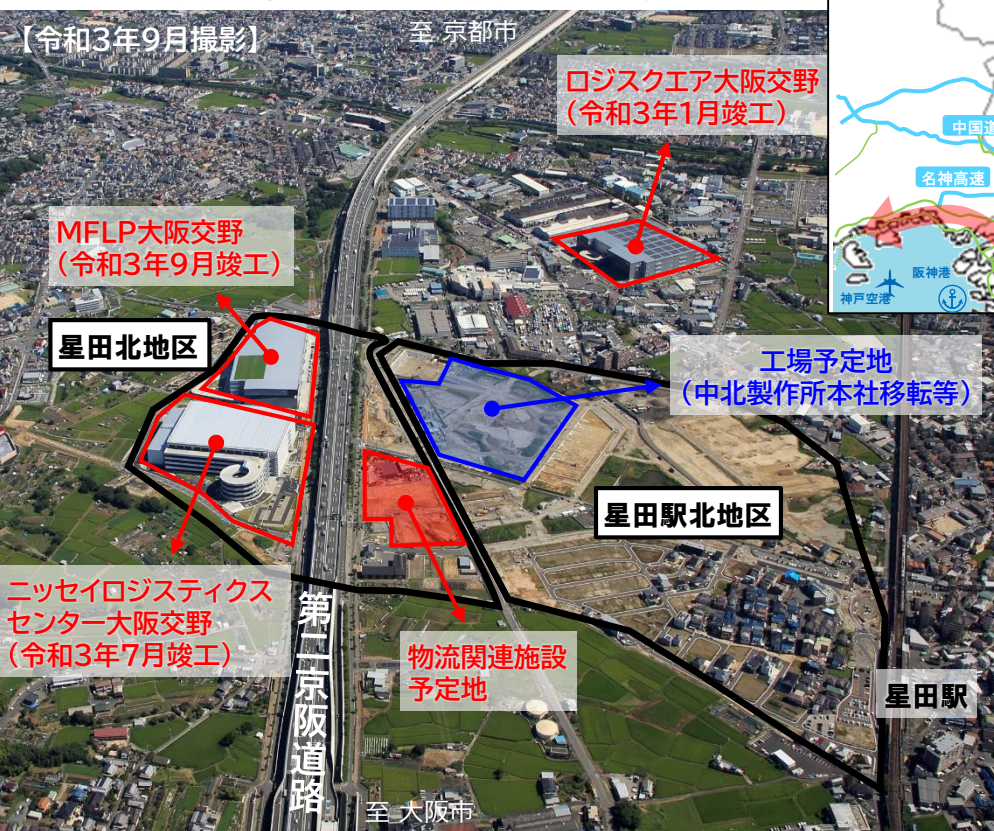 【令和3年9月撮影】
至 京都市
ロジスクエア大阪交野
(令和3年1月竣工)
中国道
名神高速
阪神港
神戸空港
MFLP大阪交野
(令和3年9月竣工)
星田北地区
工場予定地
(中北製作所本社移転等)
星田駅北地区
ニッセイロジスティクス
センター大阪交野
(令和3年7月竣工)
第二京阪道路
物流関連施設
予定地
星田駅
至 大阪市